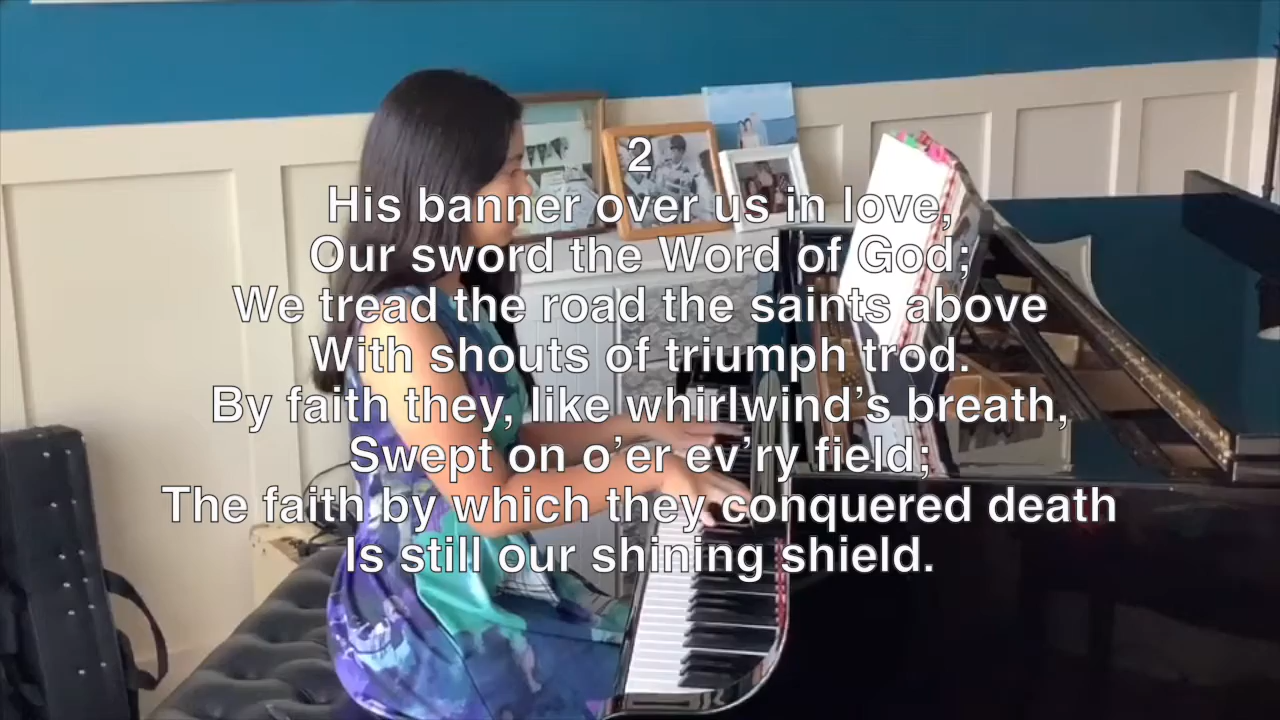 2
His banner over us in love,
Our sword the Word of God;
We tread the road the saints above
With shouts of triumph trod.
By faith they, like whirlwind’s breath,
Swept on o’er ev’ry field;
The faith by which they conquered death
Is still our shining shield.